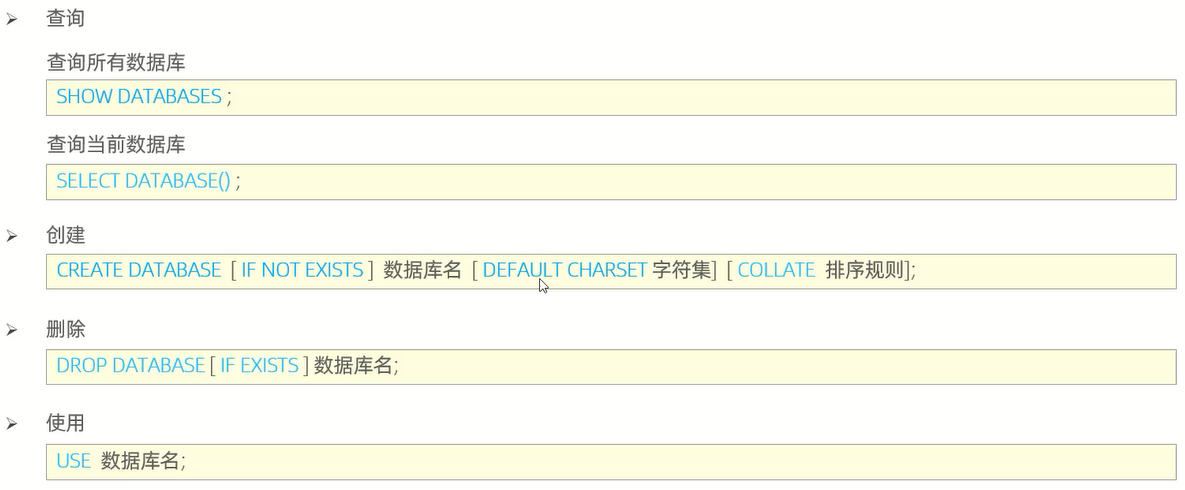 查询
查询所有数据库
SHOW DATABASES ;
查询当前数据库
SELECT DATABASE() ;
创建
CREATE DATABASE [ IF NOT EXISTS ] 数据库名 [ DEFAULT CHARSET 字符集] [ COLLATE 排序规则];
删除
DROP DATABASE [ IF EXISTS ] 数据库名;
使用
USE 数据库名;